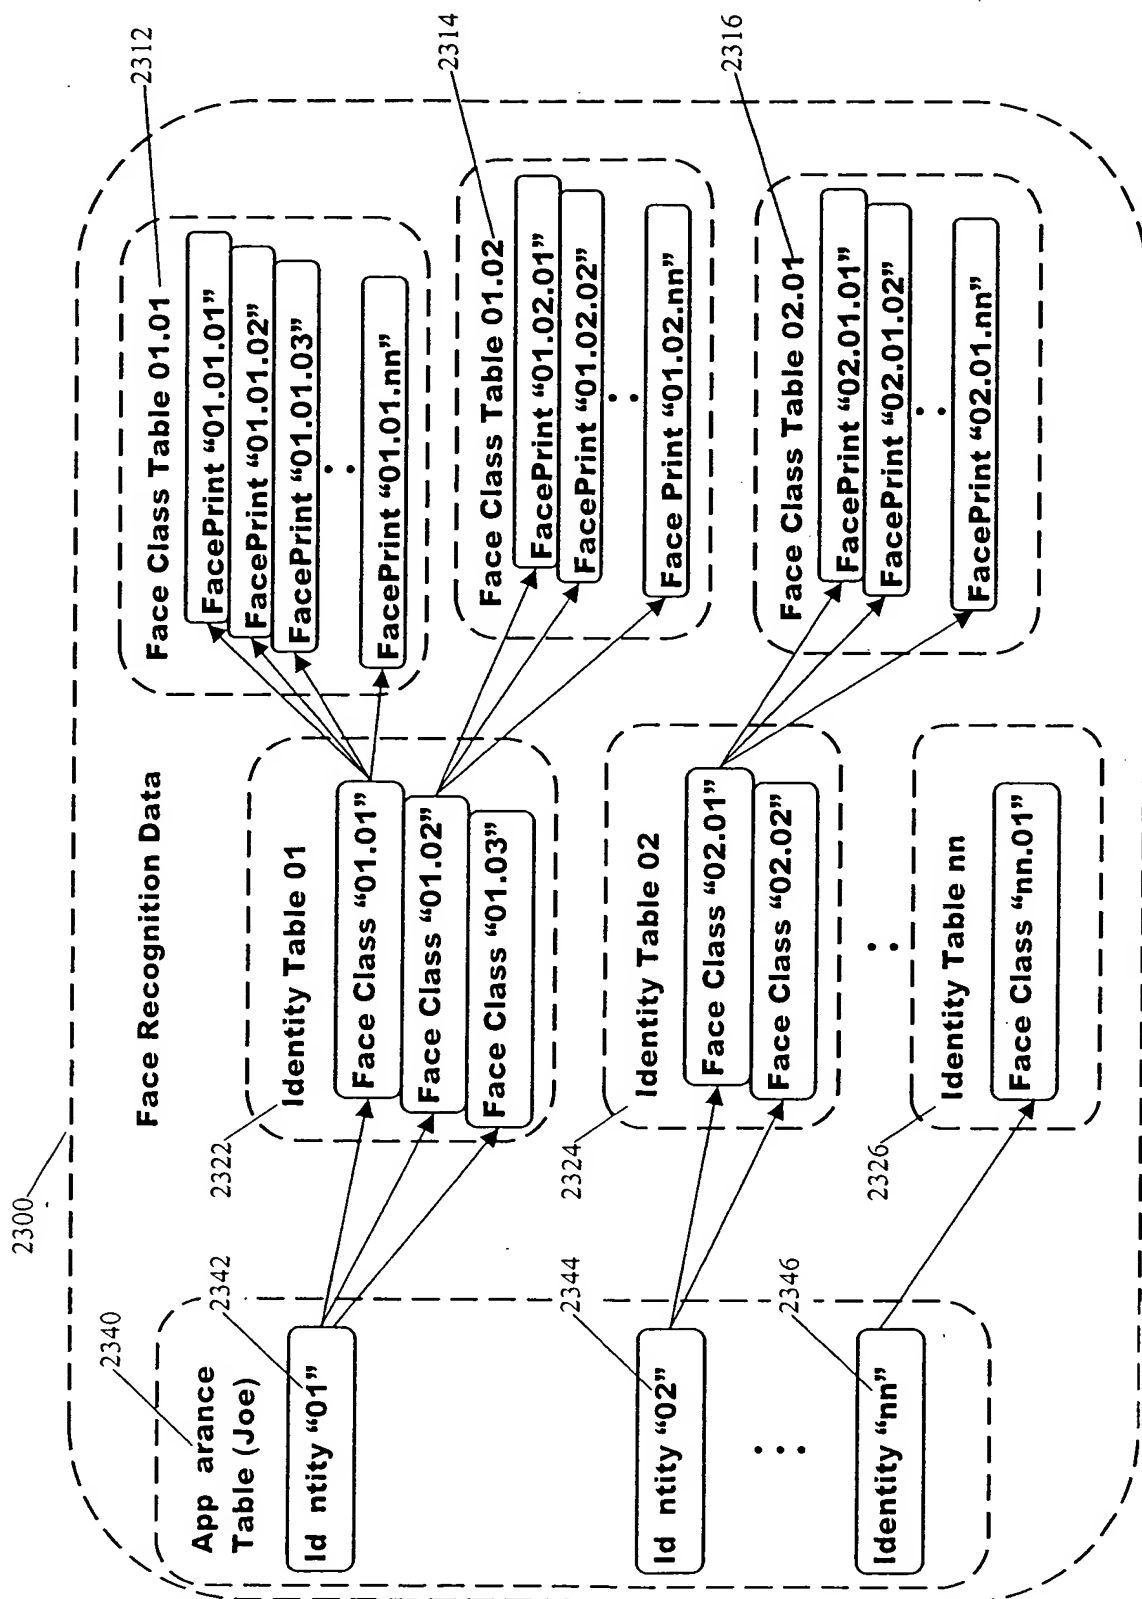 2300
Face Recognition Data
2340
App arance
Table (Joe)
2342
Id ntity “01”
2344
Id ntity “02”
2346
Identity “nn”
2322
Identity Table 01
Face Class “01.01”
Face Class “01.02”
Face Class “01.03”
2324
Identity Table 02
Face Class “02.01”
Face Class “02.02”
2326
Identity Table nn
Face Class “nn.01”
2312
Face Class Table 01.01
FacePrint “01.01.01”
FacePrint “01.01.02”
FacePrint “01.01.03”
FacePrint “01.01.nn”
2314
Face Class Table 01.02
FacePrint “01.02.01”
FacePrint “01.02.02”
Face Print “01.02.nn”
2316
Face Class Table 02.01
FacePrint “02.01.01”
FacePrint “02.01.02”
FacePrint “02.01.nn”